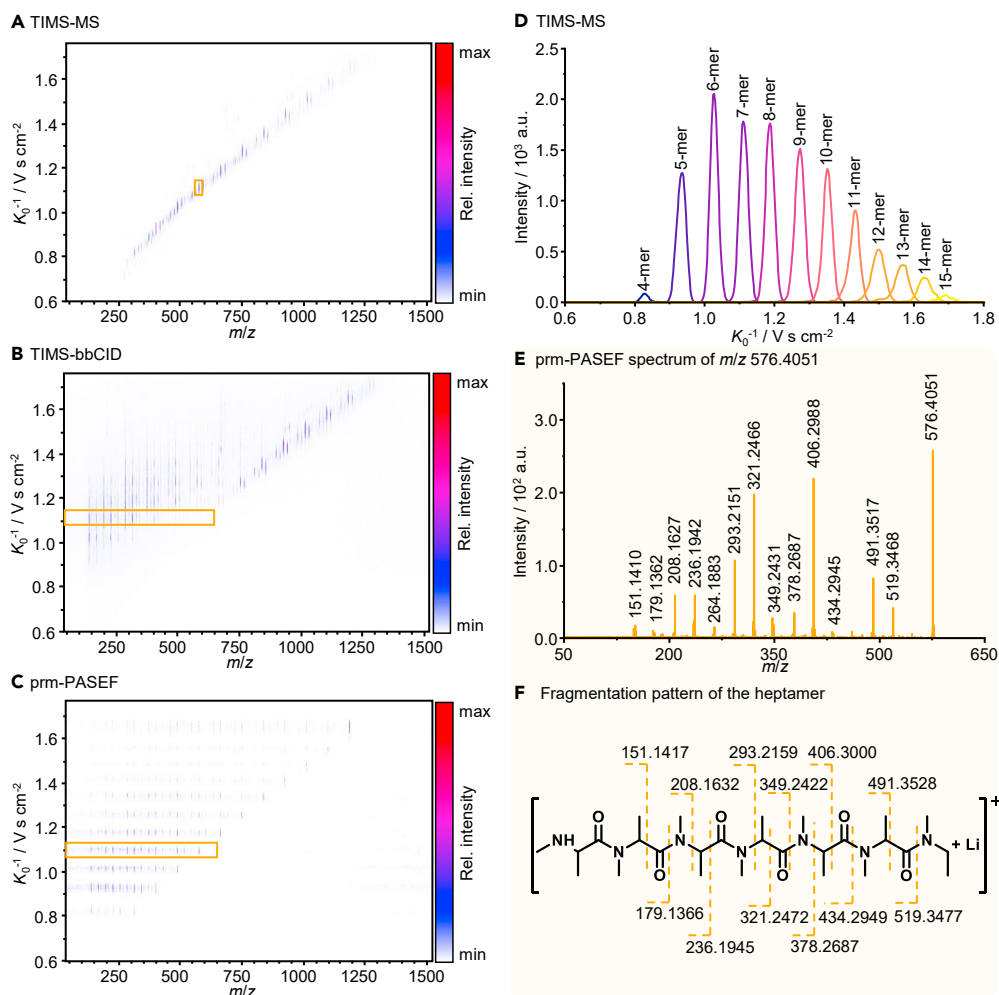 A TIMS-MS
K₀⁻¹ / V s cm⁻²
1.6
1.4
1.2
1.0
0.8
0.6
250 500 750 1000 1250 1500
m/z
max
Rel. intensity
min
B TIMS-bbCID
K₀⁻¹ / V s cm⁻²
1.6
1.4
1.2
1.0
0.8
0.6
250 500 750 1000 1250 1500
m/z
max
Rel. intensity
min
C prm-PASEF
K₀⁻¹ / V s cm⁻²
1.6
1.4
1.2
1.0
0.8
0.6
250 500 750 1000 1250 1500
m/z
max
Rel. intensity
min
D TIMS-MS
Intensity / 10³ a.u.
2.5
2.0
1.5
1.0
0.5
0.0
4-mer
5-mer
6-mer
7-mer
8-mer
9-mer
10-mer
11-mer
12-mer
13-mer
14-mer
15-mer
0.6 0.8 1.0 1.2 1.4 1.6 1.8
K₀⁻¹ / V s cm⁻²
E prm-PASEF spectrum of m/z 576.4051
Intensity / 10² a.u.
3.0
2.0
1.0
0.0
151.1410
179.1362
208.1627
236.1942
264.1883
293.2151
321.2466
349.2431
378.2687
406.2988
434.2945
491.3517
519.3468
576.4051
50 200 350 500 650
m/z
F Fragmentation pattern of the heptamer
151.1417 293.2159 406.3000
208.1632 349.2422 491.3528
O O O O
NH N N N + Li
+
N N N
O O O
179.1366 321.2472 434.2949 519.3477
236.1945 378.2687